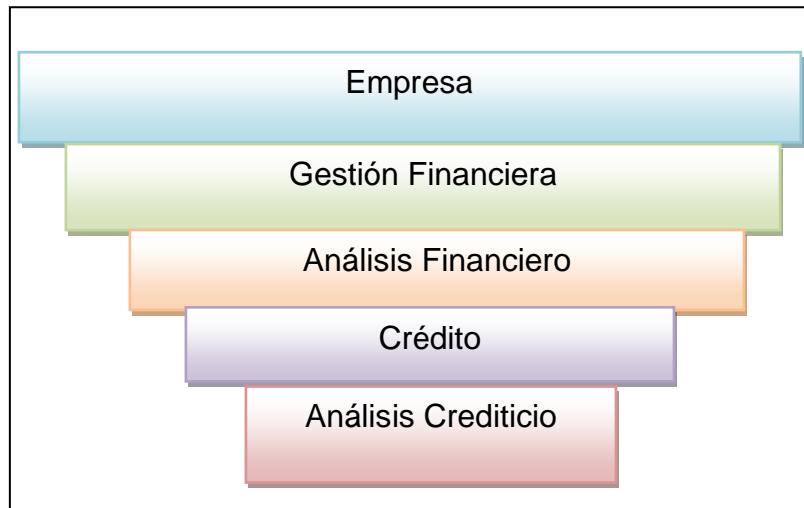 Empresa
Gestión Financiera
Análisis Financiero
Crédito
Análisis Crediticio